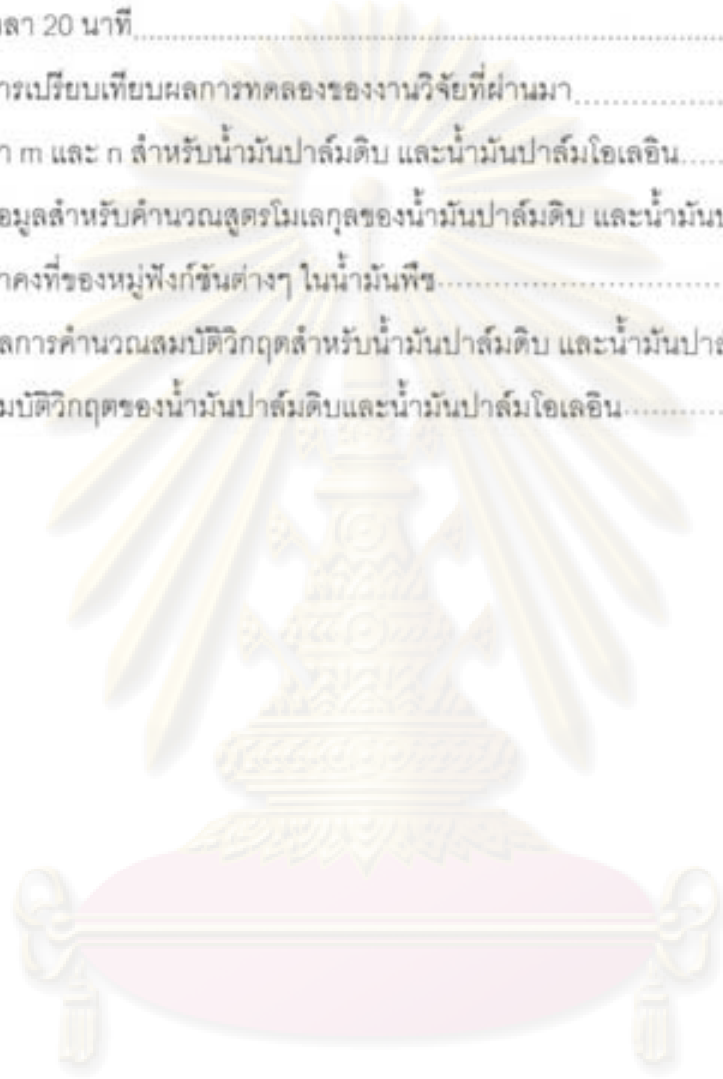 ลา 20 นาที
ารเปรียบเทียบผลการทดลองของงานวิจัยที่ผ่านมา
า m และ n สำหรับน้ำมันปาล์มดิบ และน้ำมันปาล์มโอเลอิน
อมูลสำหรับคำนวณสูตรโมเลกุลของน้ำมันปาล์มดิบ และน้ำมัน
าคงที่ของหมู่ฟังก์ชันต่างๆ ในน้ำมันพืช
ลการคำนวณสมบัติวิกฤตสำหรับน้ำมันปาล์มดิบ และน้ำมันปาล
มบัติวิกฤตของน้ำมันปาล์มดิบและน้ำมันปาล์มโอเลอิน